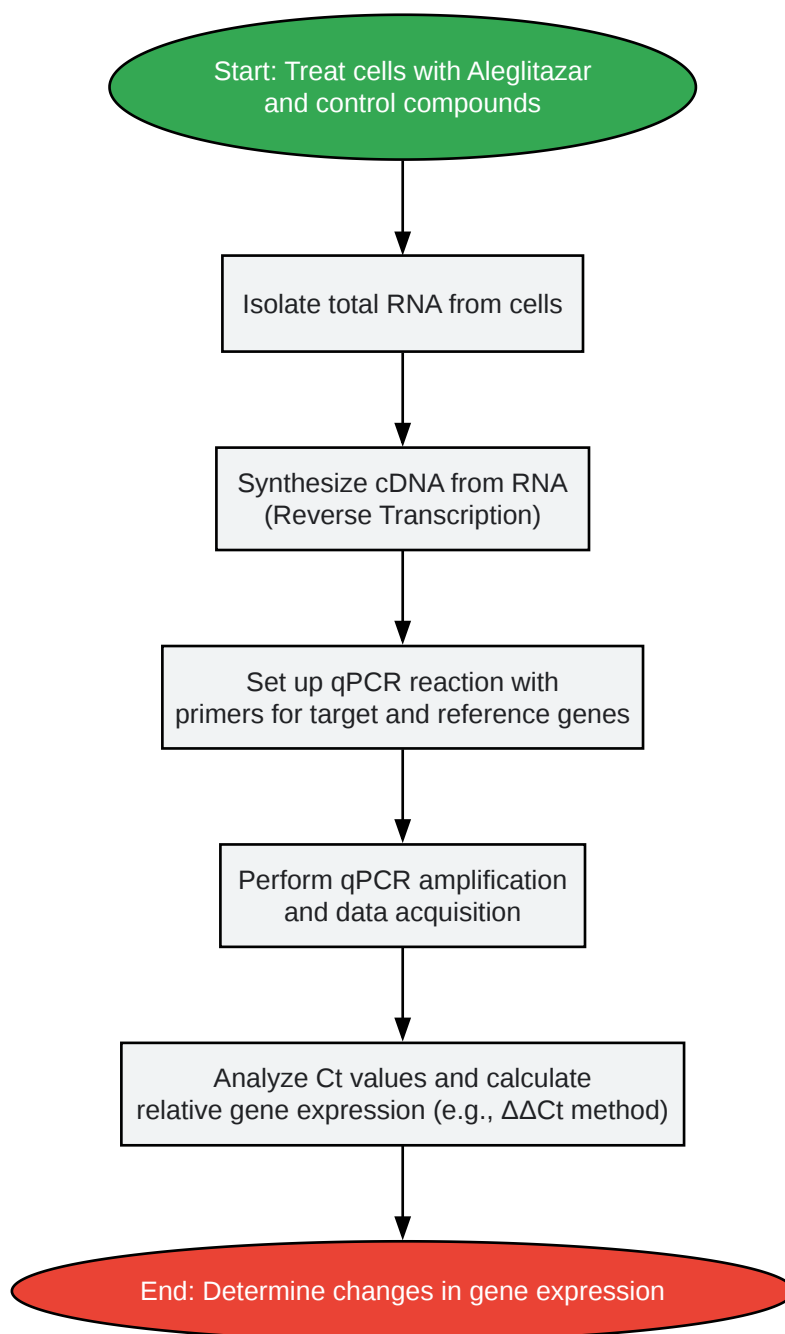 Start: Treat cells with Aleglitazar
and control compounds
Isolate total RNA from cells
Synthesize cDNA from RNA
(Reverse Transcription)
Set up qPCR reaction with
primers for target and reference genes
Perform qPCR amplification
and data acquisition
Analyze Ct values and calculate
relative gene expression (e.g., ΔΔCt method)
End: Determine changes in gene expression